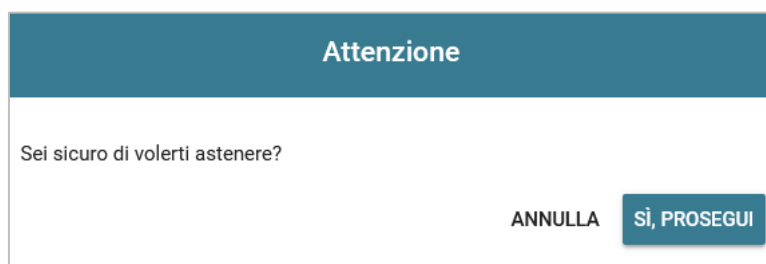 Attenzione
Sei sicuro di volerti astenere?
ANNULLA SÌ, PROSEGUI